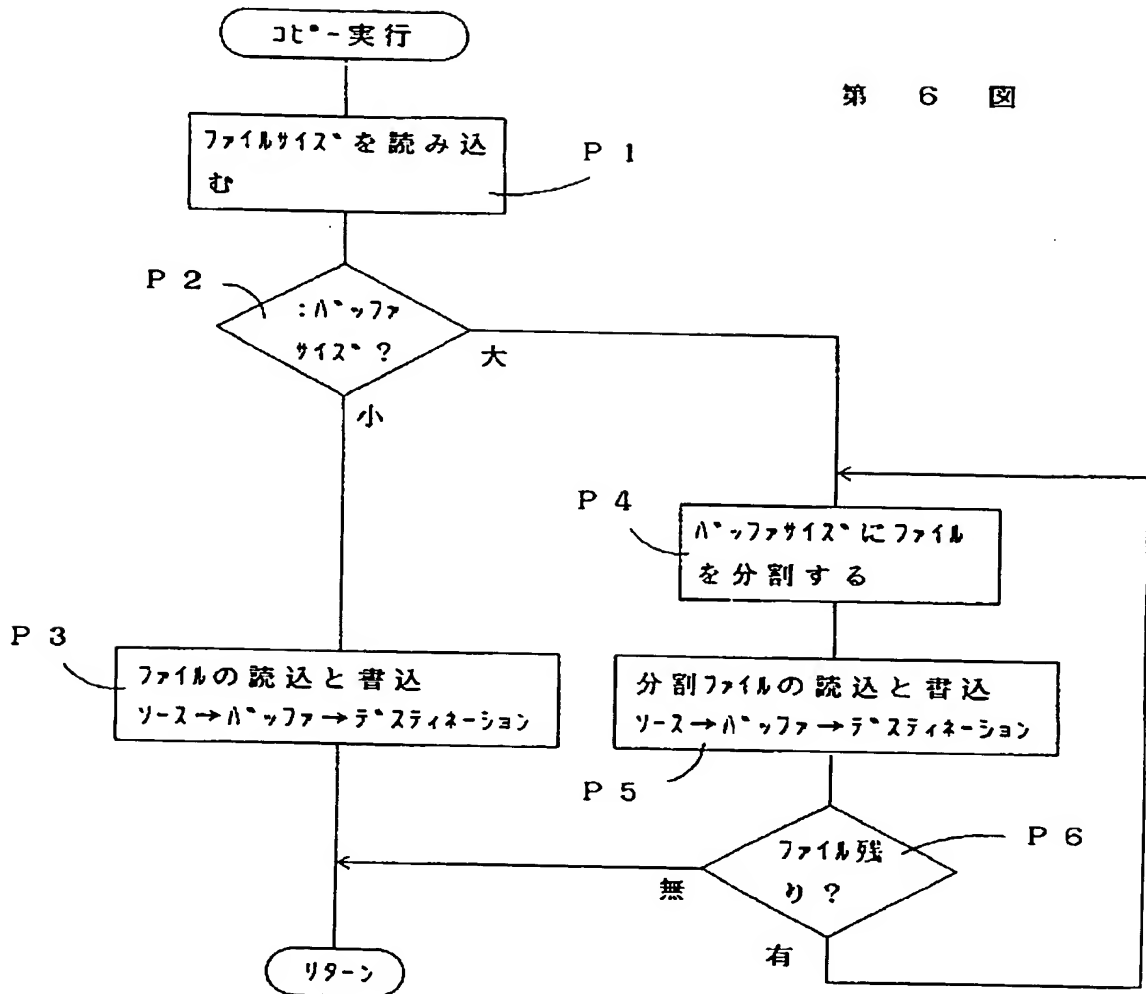 ｺﾋﾟｰ実行
第 6 図
ﾌｧｲﾙｻｲｽﾞを読み込
む
P 1
P 2
：ﾊﾞｯﾌｧ
ｻｲｽﾞ？
大
小
P 4
ﾊﾞｯﾌｧｻｲｽﾞにﾌｧｲﾙ
を分割する
P 3
ﾌｧｲﾙの読込と書込
ｿｰｽ→ﾊﾞｯﾌｧ→ﾃﾞｽﾃｨﾈｰｼｮﾝ
分割ﾌｧｲﾙの読込と書込
ｿｰｽ→ﾊﾞｯﾌｧ→ﾃﾞｽﾃｨﾈｰｼｮﾝ
P 5
ﾌｧｲﾙ残
り？
P 6
無
有
ﾘﾀｰﾝ